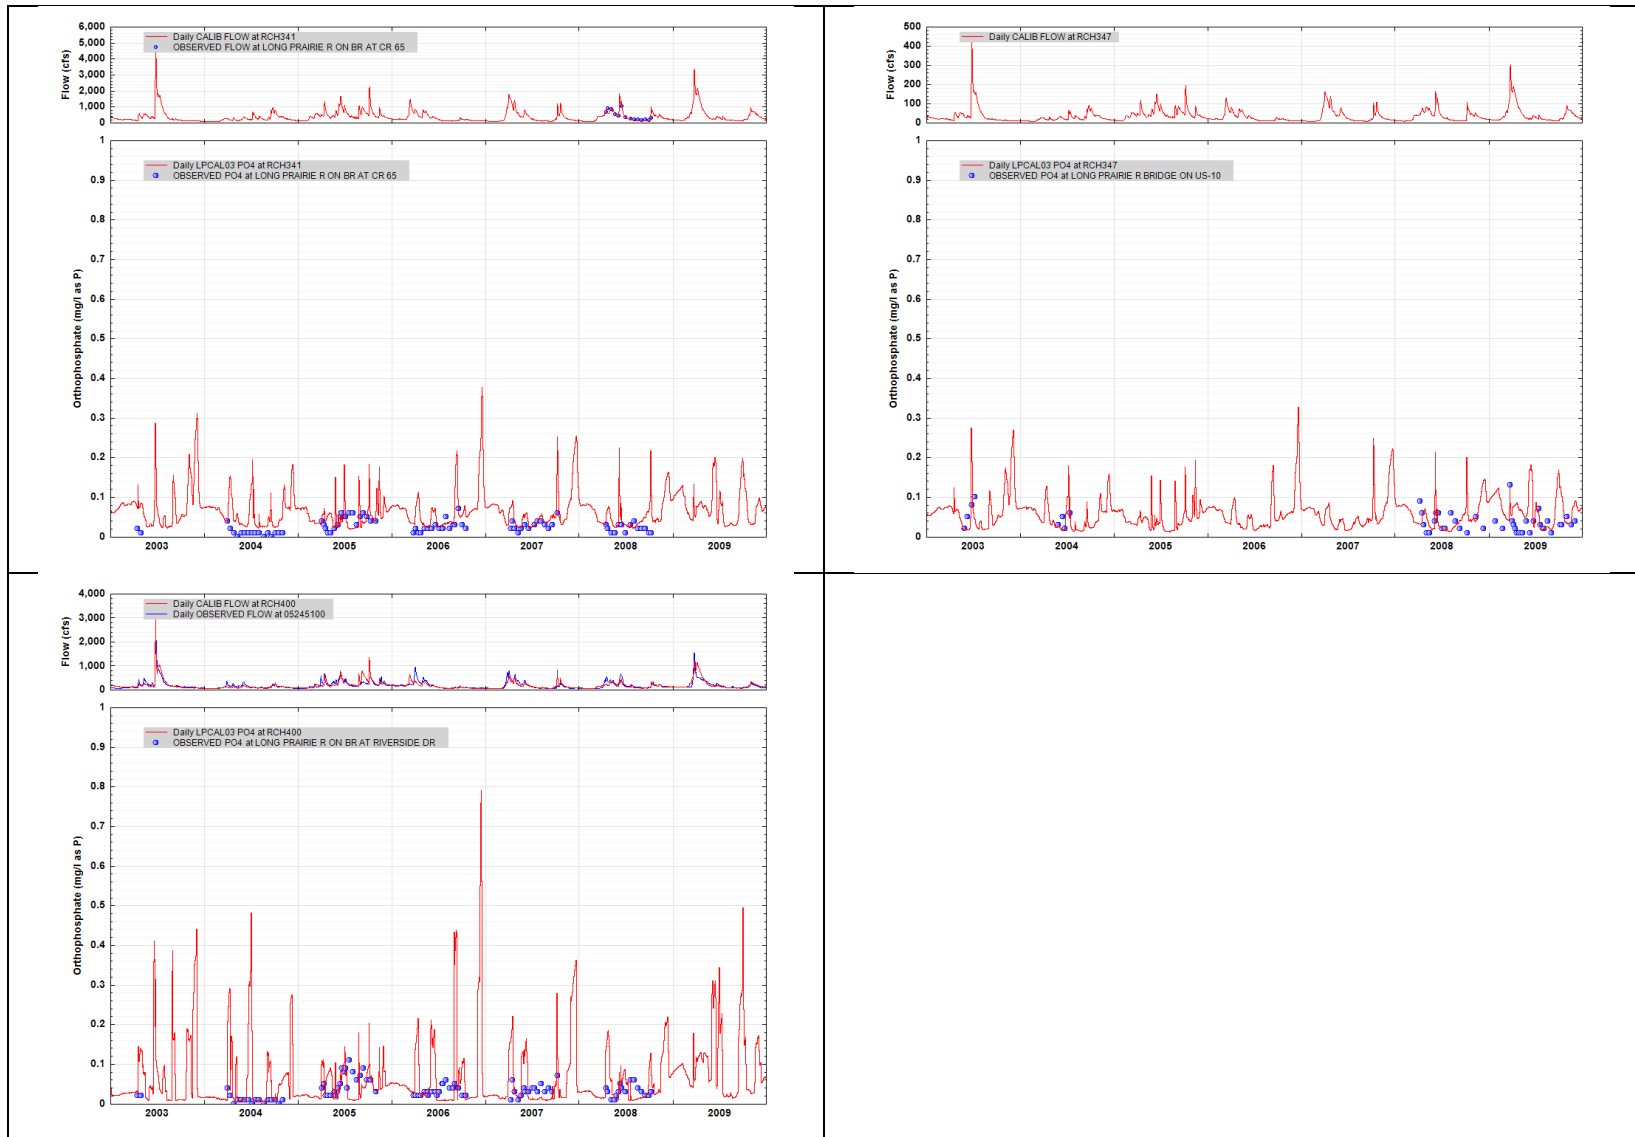 6,000
5,000
4,000
3,000
2,000
1,000
0
Flow (cfs)
Daily CALIB FLOW at RCH341
OBSERVED FLOW at LONG PRAIRIE R ON BR AT CR 65
1
0.9
0.8
0.7
0.6
0.5
0.4
0.3
0.2
0.1
0
Orthophosphate (mg/l as P)
Daily LPCAL03 PO4 at RCH341
OBSERVED PO4 at LONG PRAIRIE R ON BR AT CR 65
2003 2004 2005 2006 2007 2008 2009
500
400
300
200
100
0
Flow (cfs)
Daily CALIB FLOW at RCH347
1
0.9
0.8
0.7
0.6
0.5
0.4
0.3
0.2
0.1
0
Orthophosphate (mg/l as P)
Daily LPCAL03 PO4 at RCH347
OBSERVED PO4 at LONG PRAIRIE R BRIDGE ON US-10
2003 2004 2005 2006 2007 2008 2009
4,000
3,000
2,000
1,000
0
Flow (cfs)
Daily CALIB FLOW at RCH400
Daily OBSERVED FLOW at 05245100
1
0.9
0.8
0.7
0.6
0.5
0.4
0.3
0.2
0.1
0
Orthophosphate (mg/l as P)
Daily LPCAL03 PO4 at RCH400
OBSERVED PO4 at LONG PRAIRIE R ON BR AT RIVERSIDE DR
2003 2004 2005 2006 2007 2008 2009